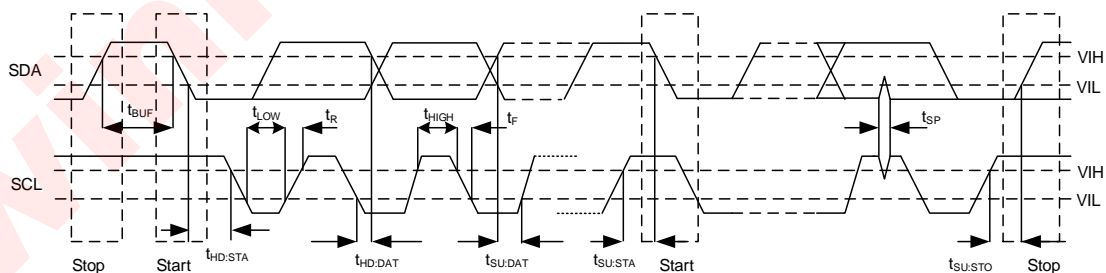 SDA
VIH
VIL
tBUF
tLOW
tR
tHIGH
tF
tSP
SCL
VIH
VIL
tHD:STA
tHD:DAT
tSU:DAT
tSU:STA
tSU:STO
Stop
Start
Start
Stop